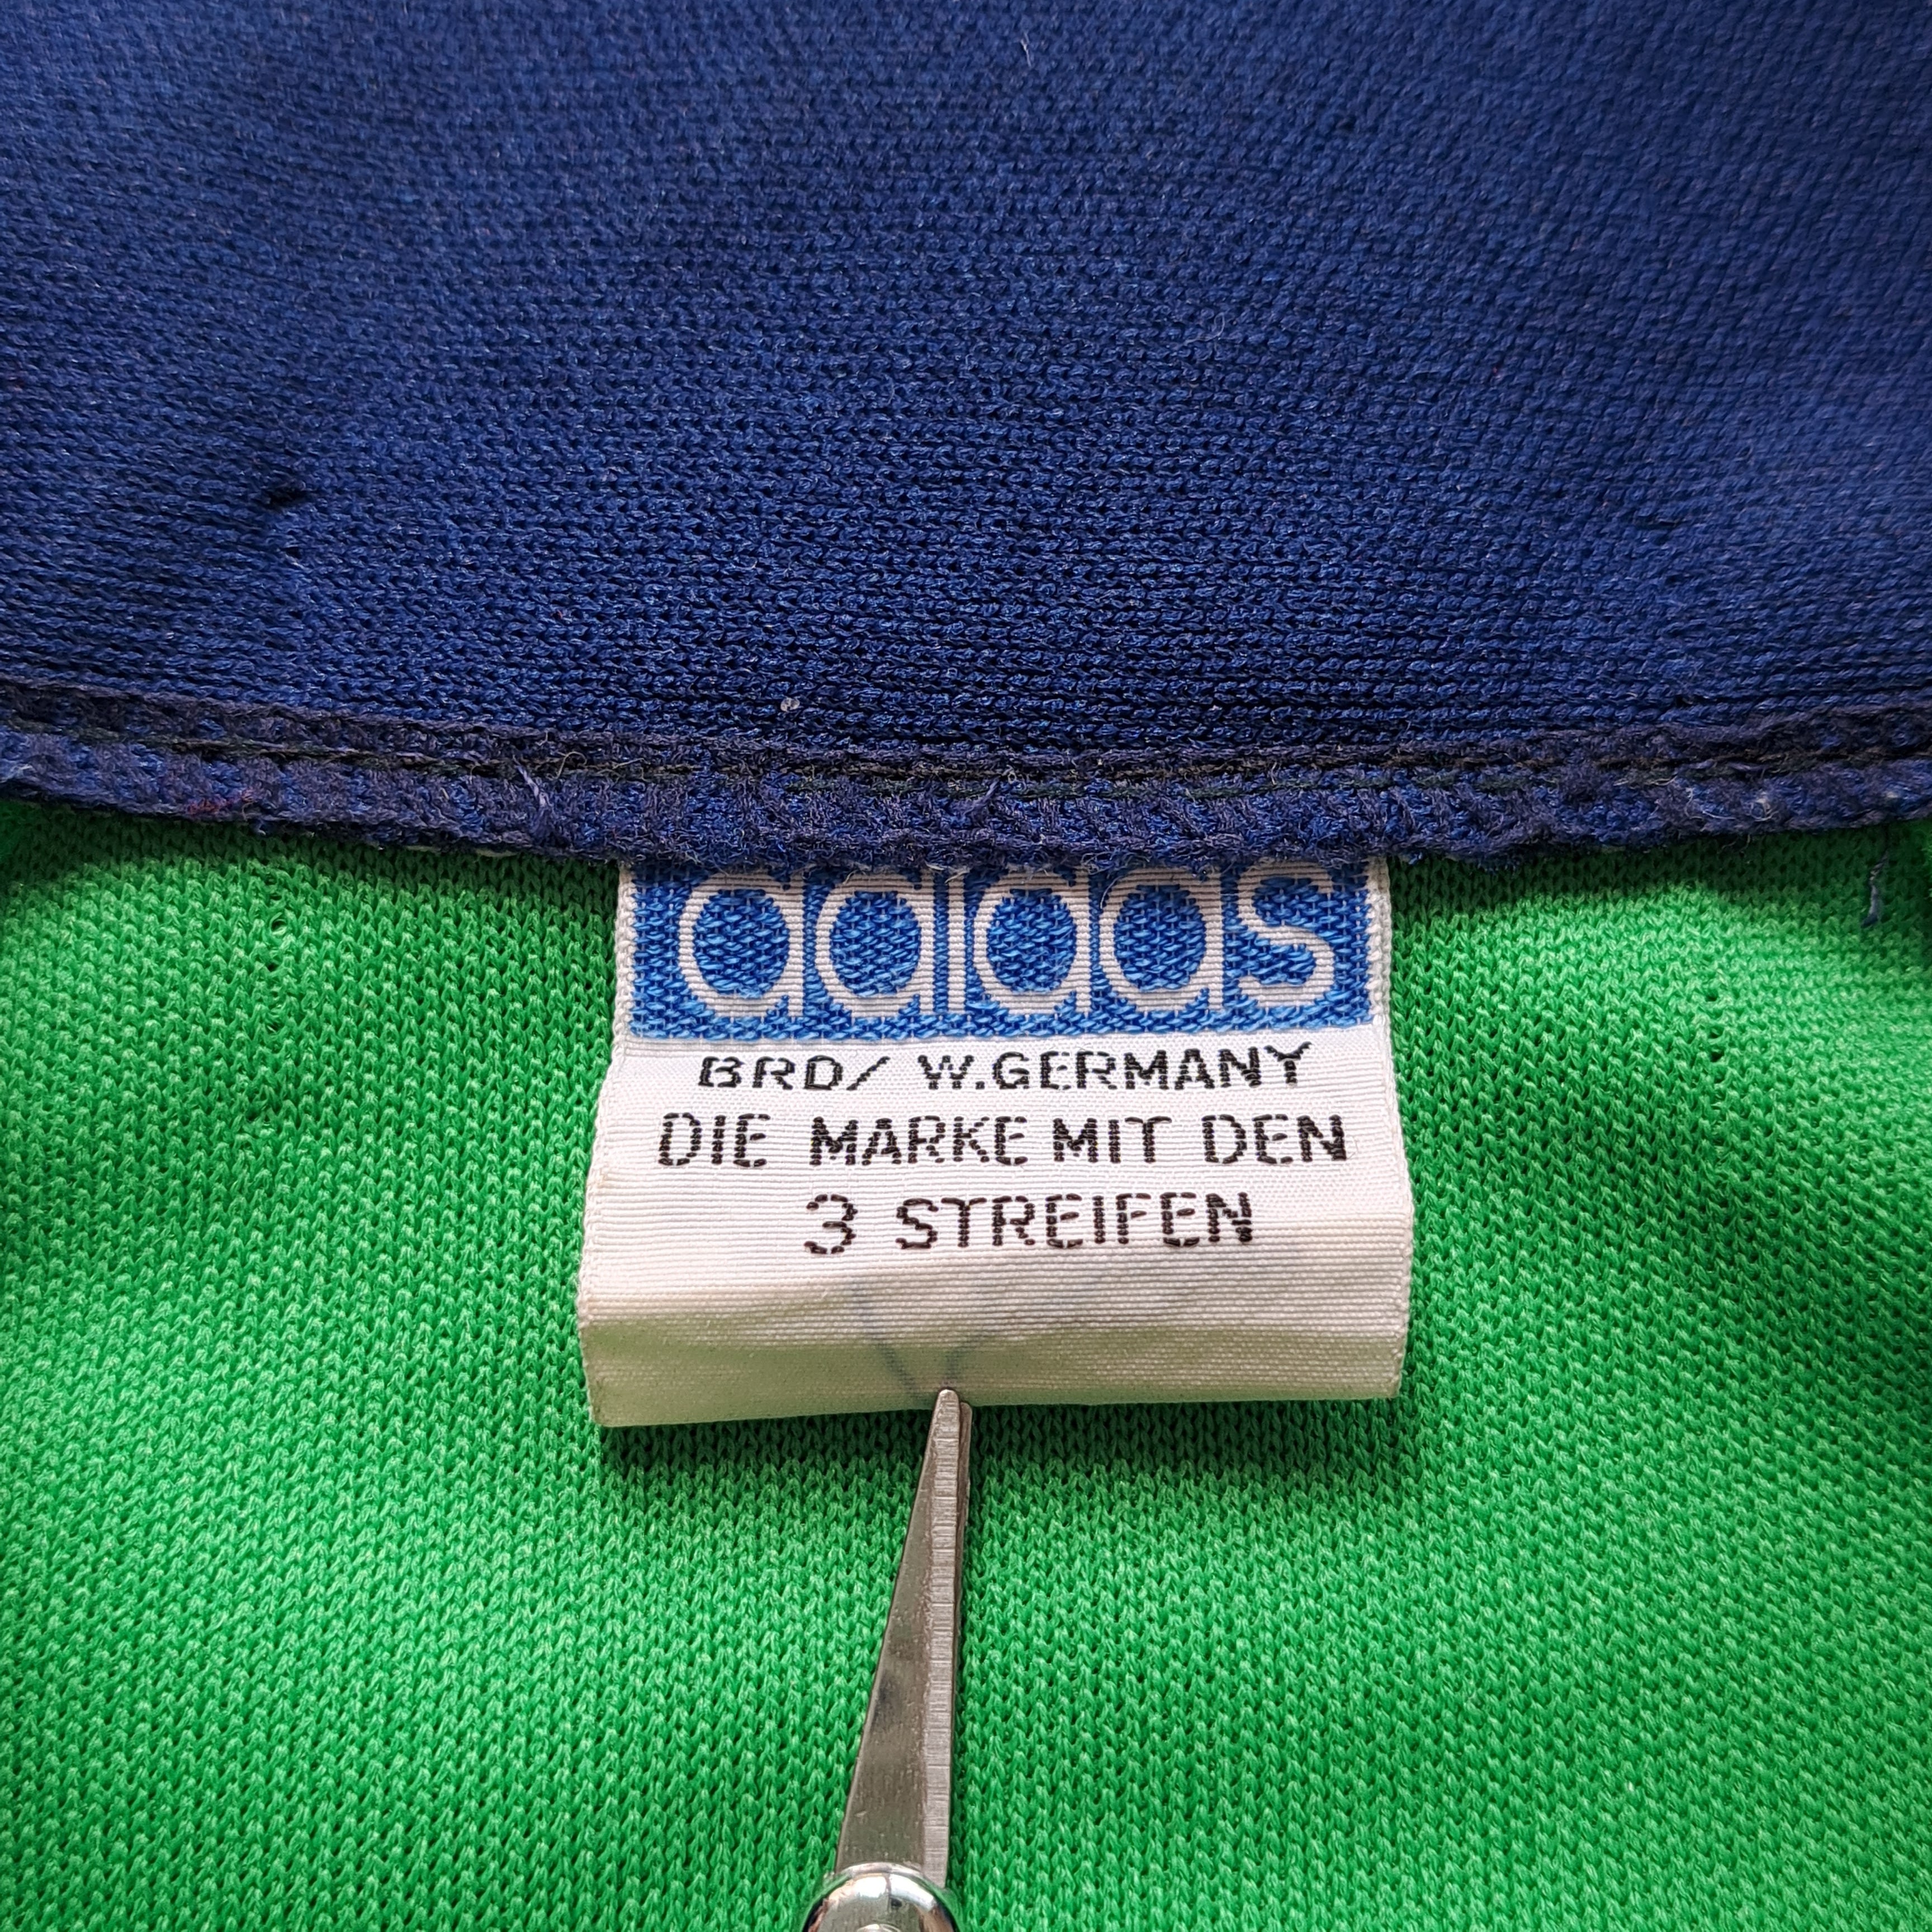 adidas
BRD/ W.GERMANY
DIE MARKE MIT DEN
3 STREIFEN